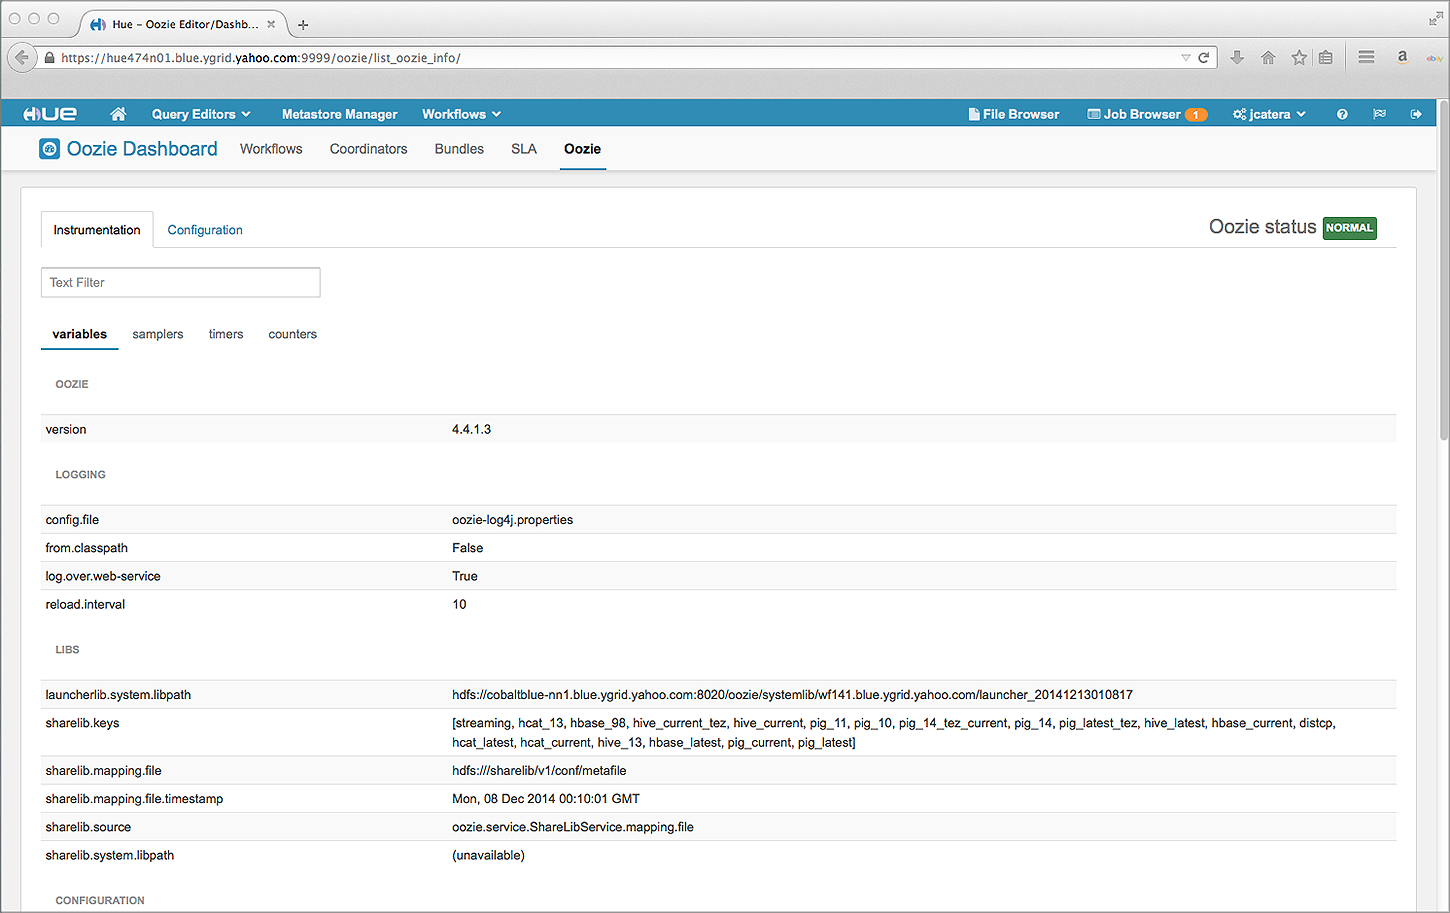 Hue - Oozie Editor/Dashb...
https://hue474n01.blue.ygrid.yahoo.com:9999/oozie/list_oozie_info/
a
ebay
HUE Query Editors Metastore Manager Workflows File Browser Job Browser 1 jcatera ?
Oozie Dashboard Workflows Coordinators Bundles SLA Oozie
Instrumentation Configuration Oozie status NORMAL
Text Filter
variables samplers timers counters
OOZIE
version 4.4.1.3
LOGGING
config.file oozie-log4j.properties
from.classpath False
log.over.web-service True
reload.interval 10
LIBS
launcherlib.system.libpath hdfs://cobaltblue-nn1.blue.ygrid.yahoo.com:8020/oozie/systemlib/wf141.blue.ygrid.yahoo.com/launcher_20141213010817
sharelib.keys [streaming, hcat_13, hbase_98, hive_current_tez, hive_current, pig_11, pig_10, pig_14_tez_current, pig_14, pig_latest_tez, hive_latest, hbase_current, distcp,
hcat_latest, hcat_current, hive_13, hbase_latest, pig_current, pig_latest]
sharelib.mapping.file hdfs:///sharelib/v1/conf/metafile
sharelib.mapping.file.timestamp Mon, 08 Dec 2014 00:10:01 GMT
sharelib.source oozie.service.ShareLibService.mapping.file
sharelib.system.libpath (unavailable)
CONFIGURATION